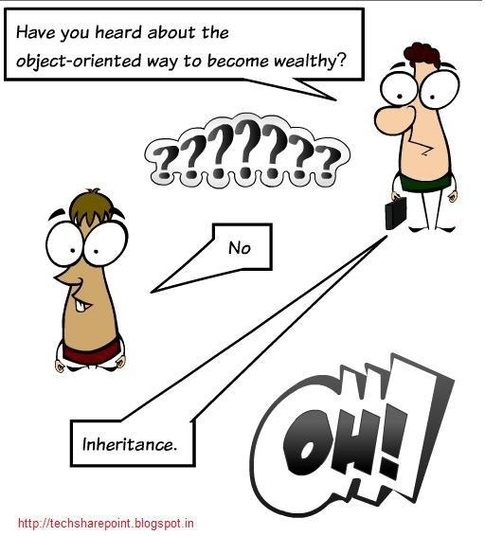 Have you heard about the
object-oriented way to become wealthy?
???????
No
Inheritance.
OH!
http://techsharepoint.blogspot.in